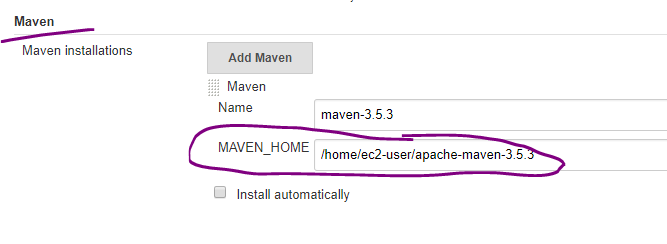 Maven
Maven installations
Add Maven
Maven
Name
maven-3.5.3
MAVEN_HOME
/home/ec2-user/apache-maven-3.5.3
Install automatically